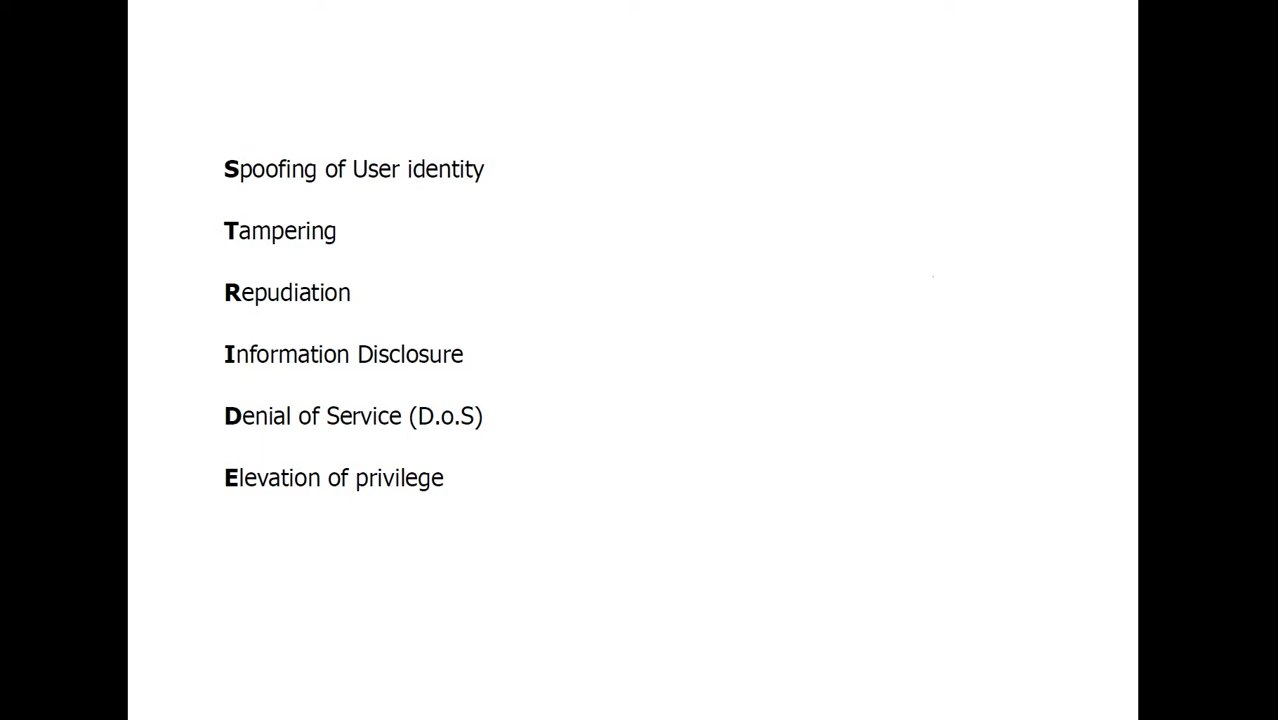 Spoofing of User identity
Tampering
Repudiation
Information Disclosure
Denial of Service (D.o.S)
Elevation of privilege